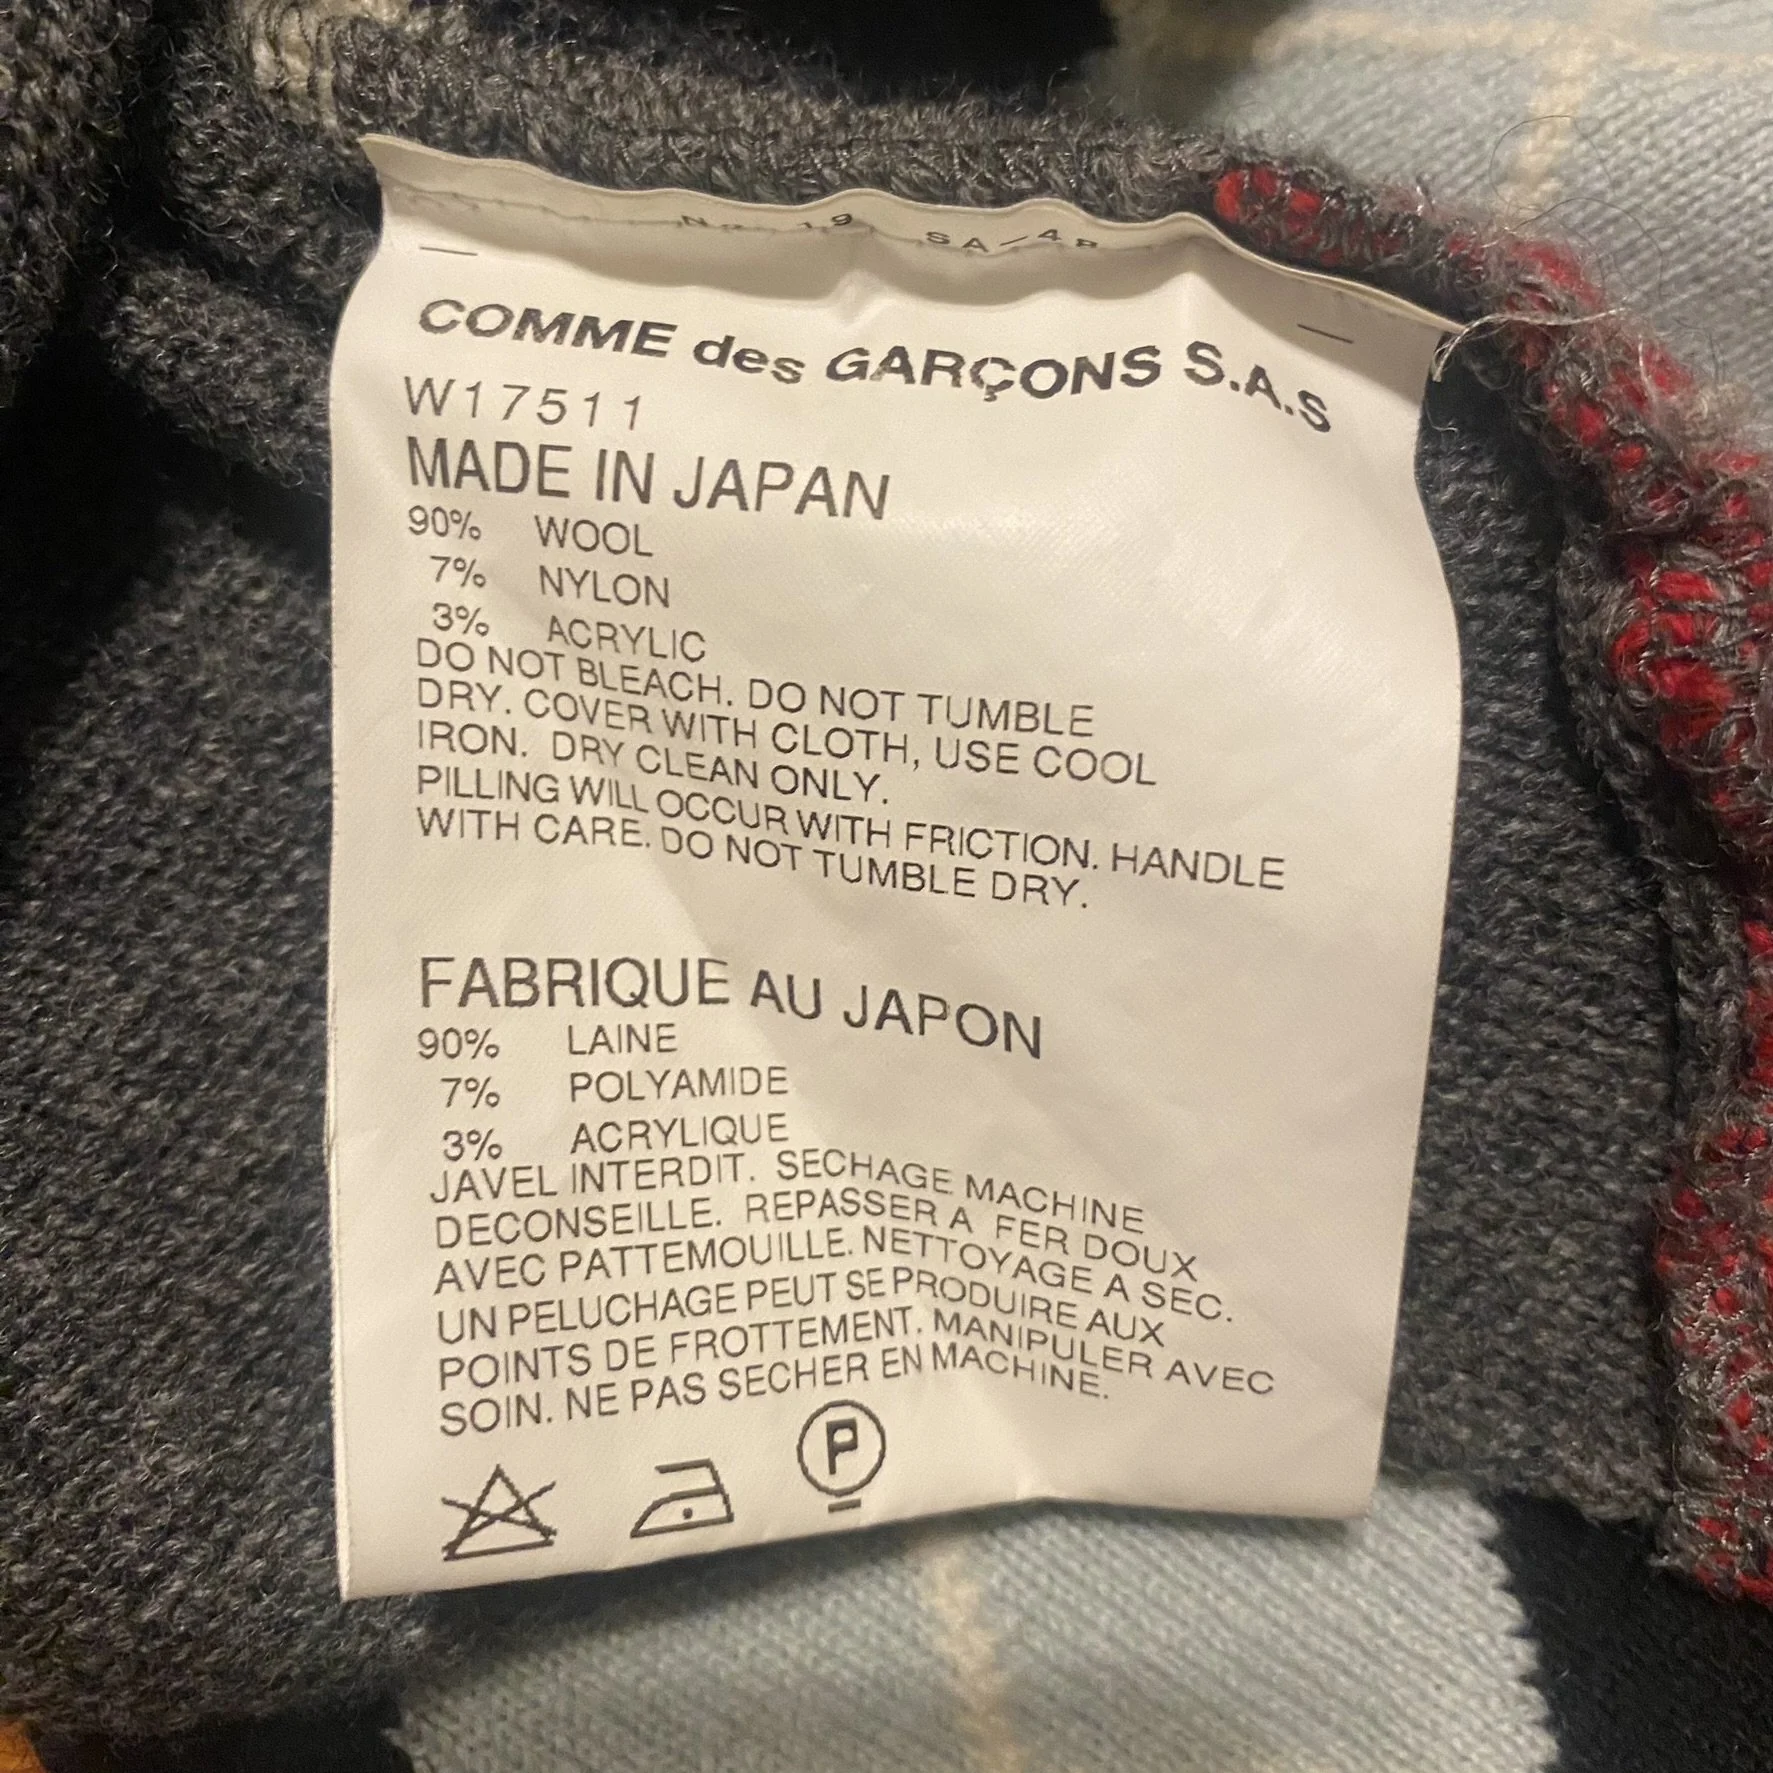 No 19 SA-4
COMME des GARÇONS S.A.S
W17511
MADE IN JAPAN
90% WOOL
7% NYLON
3% ACRYLIC
DO NOT BLEACH. DO NOT TUMBLE
DRY. COVER WITH CLOTH, USE COOL
IRON. DRY CLEAN ONLY.
PILLING WILL OCCUR WITH FRICTION. HANDLE
WITH CARE. DO NOT TUMBLE DRY.
FABRIQUE AU JAPON
90% LAINE
7% POLYAMIDE
3% ACRYLIQUE
JAVEL INTERDIT. SECHAGE MACHINE
DECONSEILLE. REPASSER A FER DOUX
AVEC PATTEMOUILLE. NETTOYAGE A SEC.
UN PELUCHAGE PEUT SE PRODUIRE AUX
POINTS DE FROTTEMENT. MANIPULER AVEC
SOIN. NE PAS SECHER EN MACHINE.
P